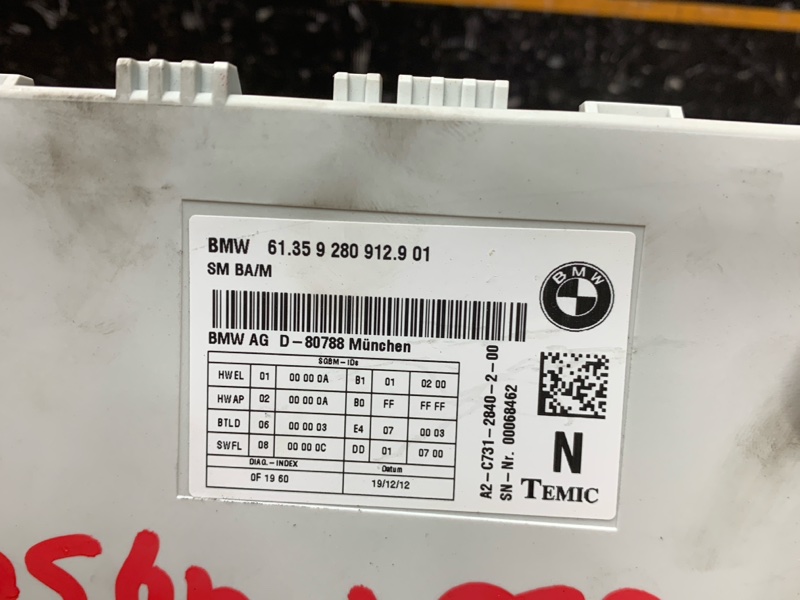 BMW 61.35 9 280 912.9 01
SM BA/M
BMW
BMW AG D-80788 München
SGBM-IDs
HWEL 01 00 00 0A B1 01 02 00
HWAP 02 00 00 0A B0 FF FF FF
BTLD 06 00 00 03 E4 07 00 03
SWFL 08 00 00 0C DD 01 07 00
DIAG.-INDEX Datum
0F 19 60 19/12/12
A2-C731-2840-2-00
SN-Nr. 00068462
N
TEMIC